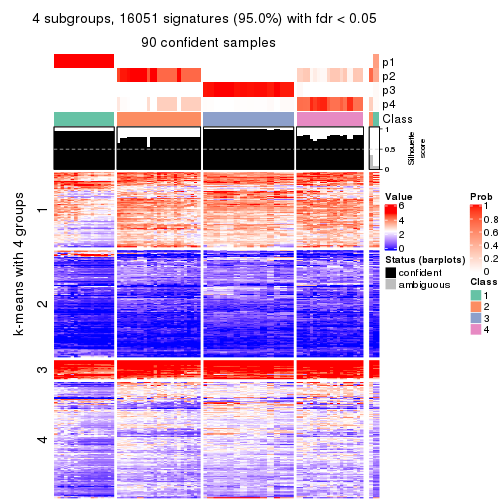 4 subgroups, 16051 signatures (95.0%) with fdr < 0.05
90 confident samples
p1
p2
p3
p4
Class
1
0.5
0
Silhouette
score
k-means with 4 groups
1
2
3
4
Value
6
4
2
0
Status (barplots)
confident
ambiguous
Prob
1
0.8
0.6
0.4
0.2
0
Class
1
2
3
4